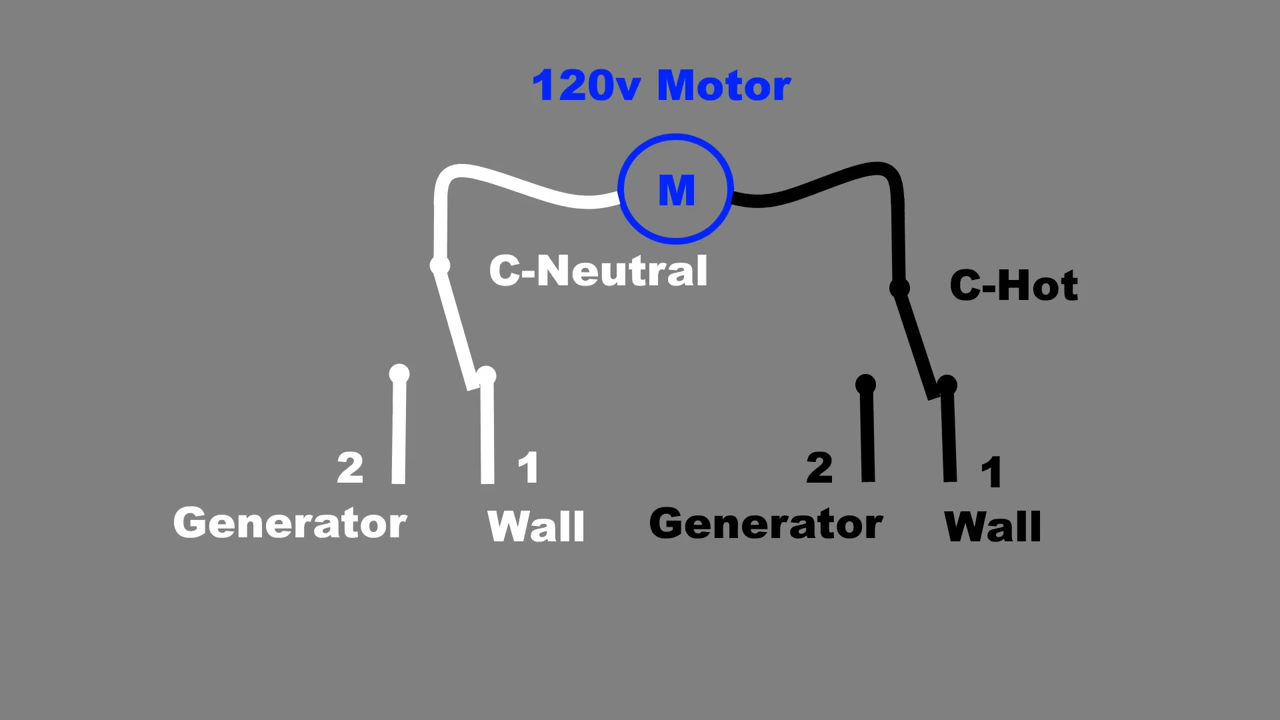 120v Motor
M
C-Neutral
C-Hot
2 1
Generator Wall
2 1
Generator Wall